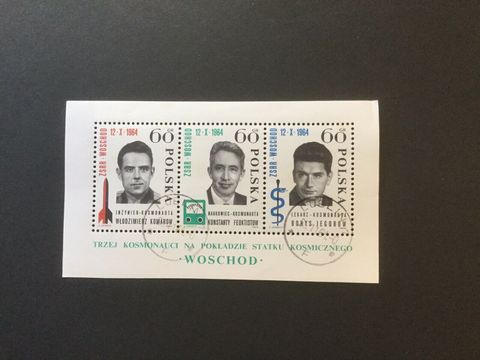 ZSRR · WOSCHOD
12 · X · 1964
60 GR
POLSKA
INŻYNIER-KOSMONAUTA
WŁODZIMIERZ KOMAROW
ZSRR · WOSCHOD
12 · X · 1964
60 GR
POLSKA
NAUKOWIEC-KOSMONAUTA
KONSTANTY FEOKTISTOW
ZSRR · WOSCHOD
12 · X · 1964
60 GR
POLSKA
LEKARZ-KOSMONAUTA
BORYS JEGOROW
TRZEJ KOSMONAUCI NA POKŁADZIE STATKU KOSMICZNEGO
· WOSCHOD ·